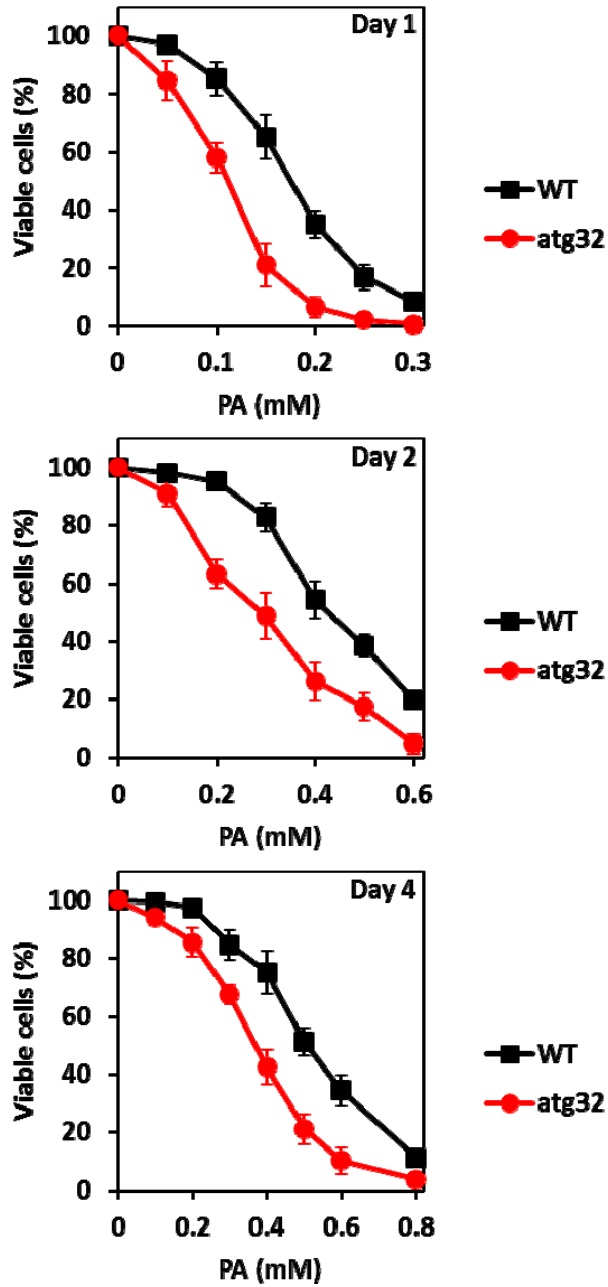 Day 1
Viable cells (%)
100
80
60
40
20
0
0 0.1 0.2 0.3
PA (mM)
WT
atg32
Day 2
Viable cells (%)
100
80
60
40
20
0
0 0.2 0.4 0.6
PA (mM)
WT
atg32
Day 4
Viable cells (%)
100
80
60
40
20
0
0 0.2 0.4 0.6 0.8
PA (mM)
WT
atg32